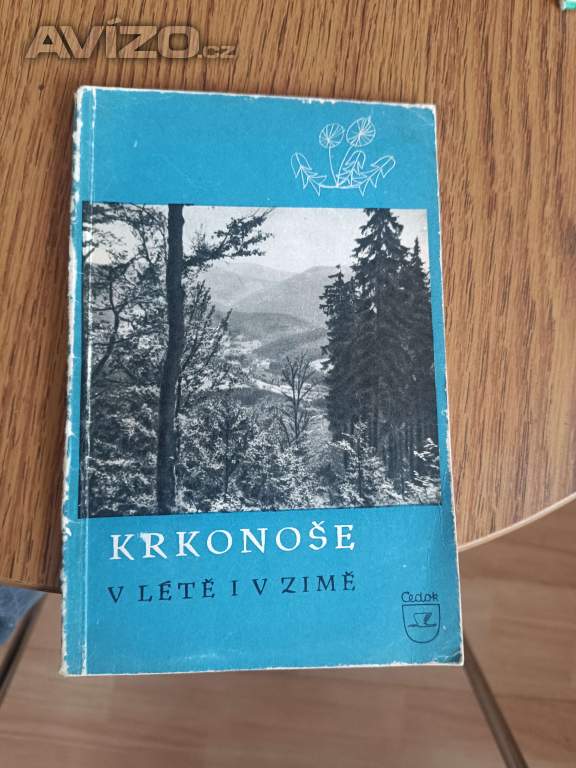 AVÍZO.cz
KRKONOŠE
V LÉTĚ I V ZIMĚ
Čedok